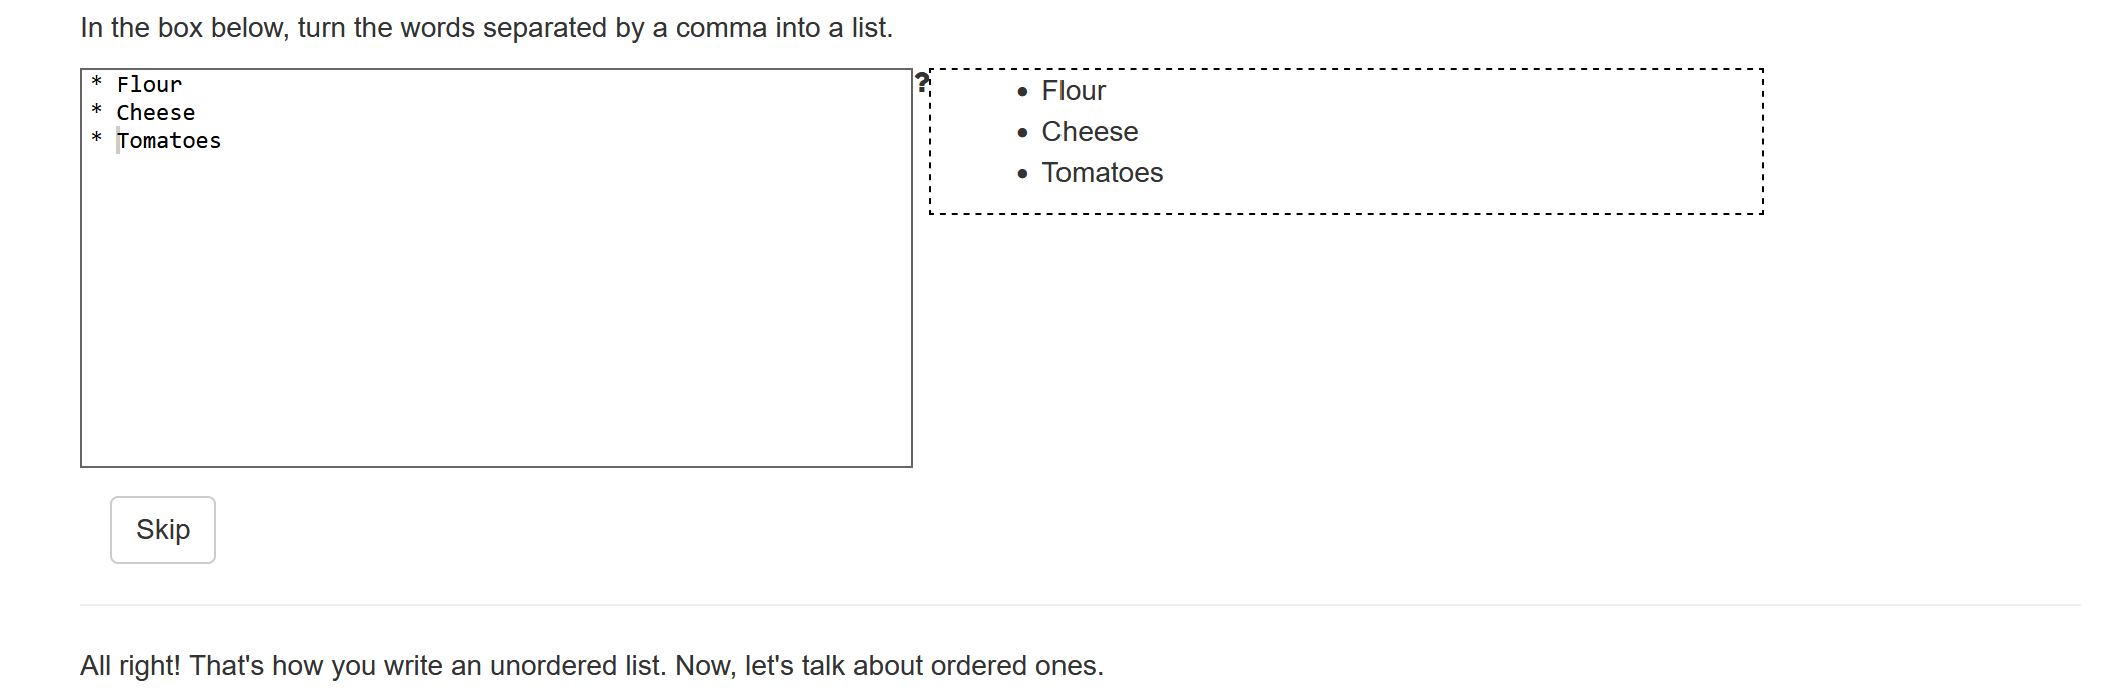 In the box below, turn the words separated by a comma into a list.
* Flour
* Cheese
* Tomatoes
?
• Flour
• Cheese
• Tomatoes
Skip
All right! That's how you write an unordered list. Now, let's talk about ordered ones.